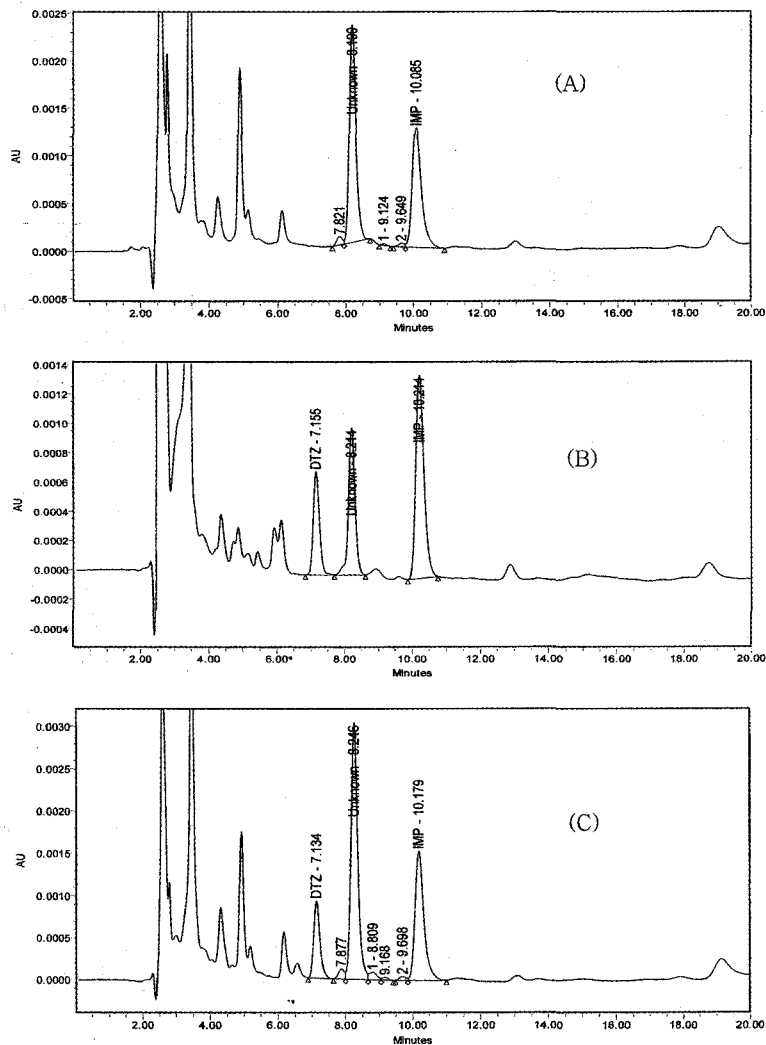 0.0025
0.0020
0.0015
0.0010
0.0005
0.0000
-0.0005
AU
7.821
1 - 9.124
2 - 9.649
IMP - 10.085
(A)
2.00 4.00 6.00 8.00 10.00 12.00 14.00 16.00 18.00 20.00
Minutes
0.0014
0.0012
0.0010
0.0008
0.0006
0.0004
0.0002
0.0000
-0.0002
-0.0004
AU
DTZ - 7.155
Unknown - 8.244
IMP - 10.244
(B)
2.00 4.00 6.00 8.00 10.00 12.00 14.00 16.00 18.00 20.00
Minutes
0.0030
0.0025
0.0020
0.0015
0.0010
0.0005
0.0000
AU
DTZ - 7.134
7.877
Unknown - 8.246
1 - 8.809
9.168
2 - 9.698
IMP - 10.179
(C)
2.00 4.00 6.00 8.00 10.00 12.00 14.00 16.00 18.00 20.00
Minutes